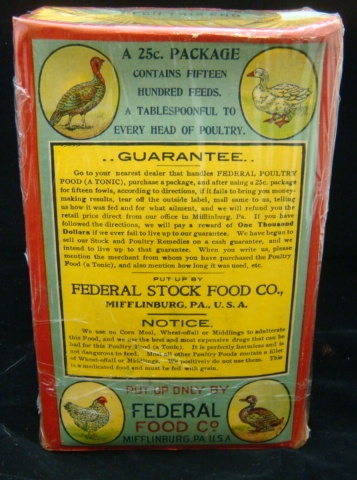 OPEN THIS END
A 25c. PACKAGE
CONTAINS FIFTEEN
HUNDRED FEEDS.
A TABLESPOONFUL TO
EVERY HEAD OF POULTRY.
..GUARANTEE..
Go to your nearest dealer that handles FEDERAL POULTRY
FOOD (A TONIC), purchase a package, and after using a 25c. package
for fifteen fowls, according to directions, if it fails to bring you money-
making results, tear off the outside label, mail same to us, telling
us how it was fed and for what ailment, and we will refund you the
retail price direct from our office in Mifflinburg, Pa. If you have
followed the directions, we will pay a reward of One Thousand
Dollars if we ever fail to live up to our guarantee. We have begun to
sell our Stock and Poultry Remedies on a cash guarantee, and we
intend to live up to that guarantee. When you write us, please
mention the merchant from whom you have purchased the Poultry
Food (a Tonic), and also mention how long it was used, etc.
PUT UP BY
FEDERAL STOCK FOOD CO.,
MIFFLINBURG, PA., U. S. A.
NOTICE.
We use no Corn Meal, Wheat-offall or Middlings to adulterate
this Food, and we use the best and most expensive drugs that can be
had for this Poultry Food (a Tonic). It is perfectly harmless and is
not dangerous to feed. Most all other Poultry Foods contain a filler
of Wheat-offall or Middlings. We positively do not use them. This
is a medicated food and must be fed with grain.
PUT UP ONLY BY
FEDERAL
FOOD CO
MIFFLINBURG, PA. U.S.A